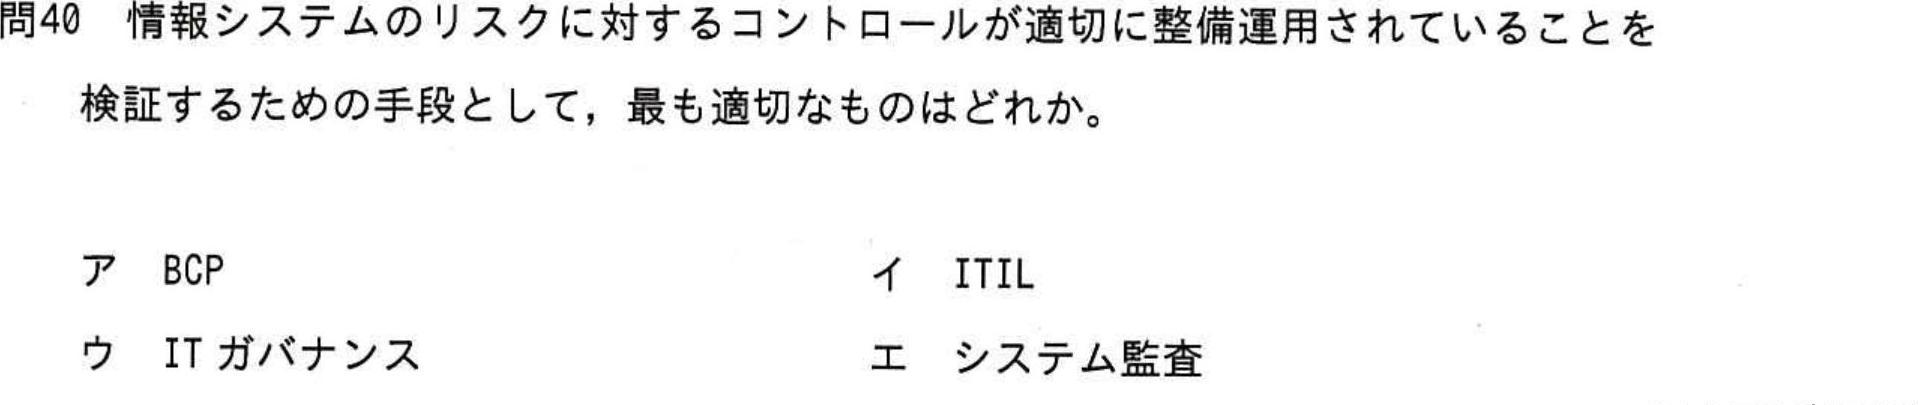 問40　情報システムのリスクに対するコントロールが適切に整備運用されていることを
検証するための手段として，最も適切なものはどれか。
ア　BCP　　イ　ITIL
ウ　ITガバナンス　　エ　システム監査